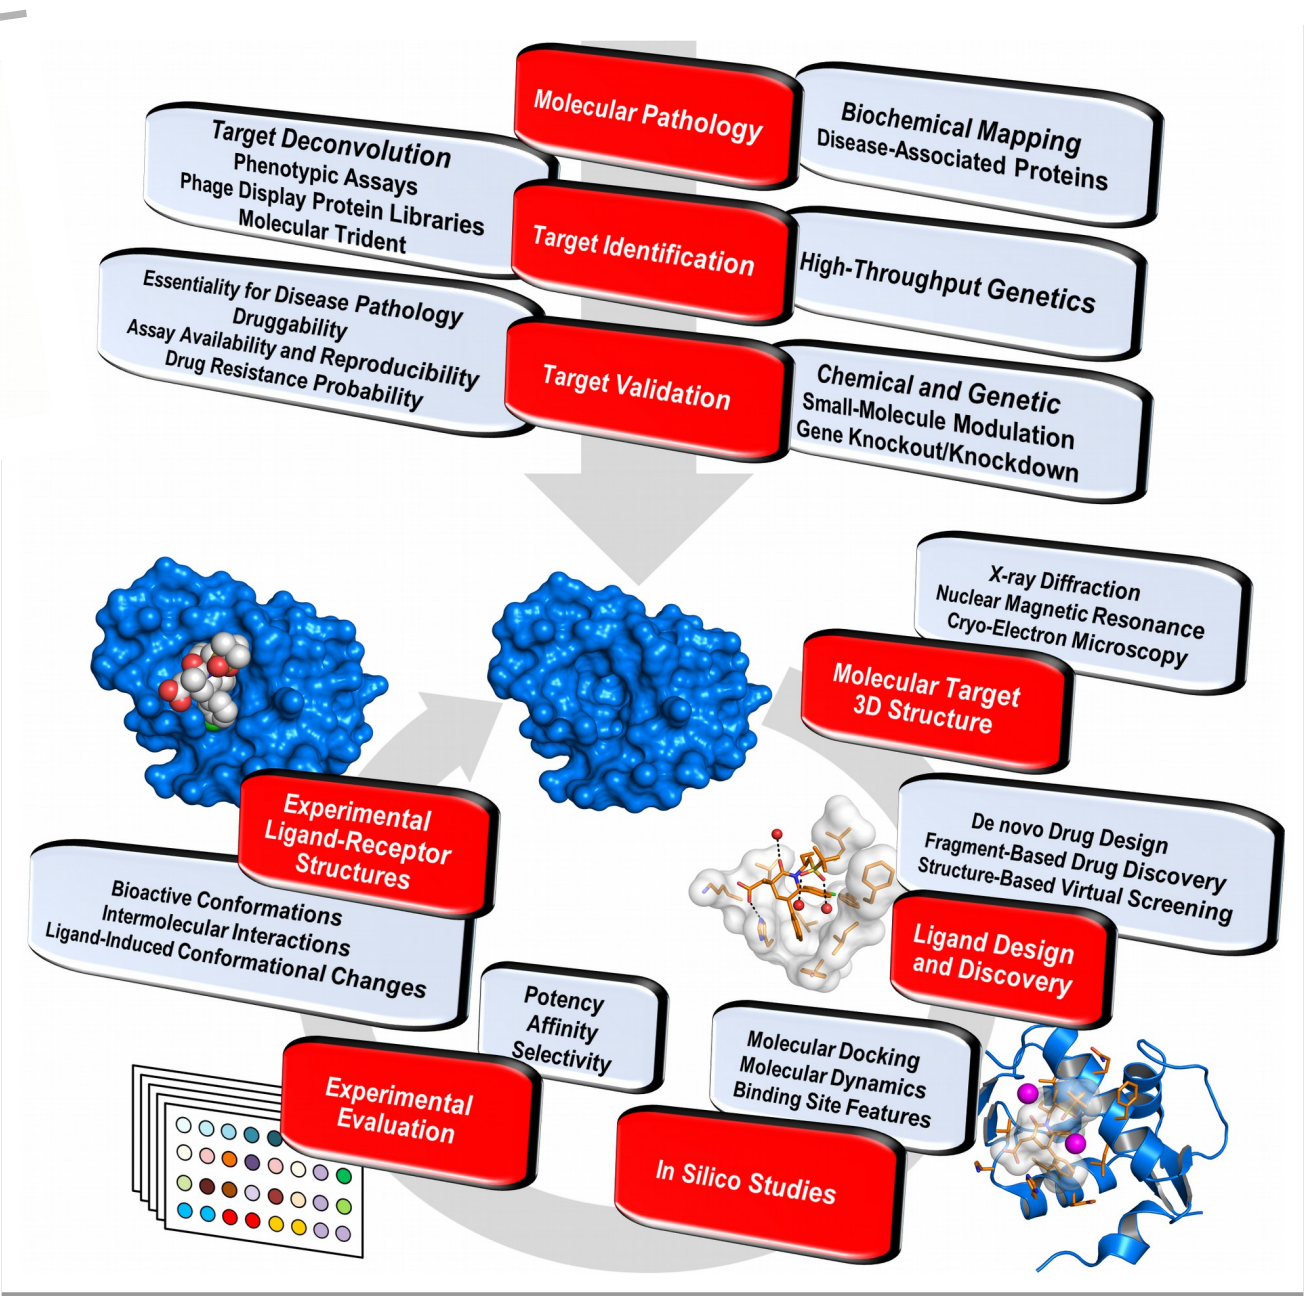 Molecular Pathology
Biochemical Mapping
Disease-Associated Proteins
Target Deconvolution
Phenotypic Assays
Phage Display Protein Libraries
Molecular Trident
Target Identification
High-Throughput Genetics
Essentiality for Disease Pathology
Druggability
Assay Availability and Reproducibility
Drug Resistance Probability
Target Validation
Chemical and Genetic
Small-Molecule Modulation
Gene Knockout/Knockdown
X-ray Diffraction
Nuclear Magnetic Resonance
Cryo-Electron Microscopy
Molecular Target
3D Structure
De novo Drug Design
Fragment-Based Drug Discovery
Structure-Based Virtual Screening
Ligand Design
and Discovery
Molecular Docking
Molecular Dynamics
Binding Site Features
In Silico Studies
Potency
Affinity
Selectivity
Experimental
Evaluation
Experimental
Ligand-Receptor
Structures
Bioactive Conformations
Intermolecular Interactions
Ligand-Induced Conformational Changes